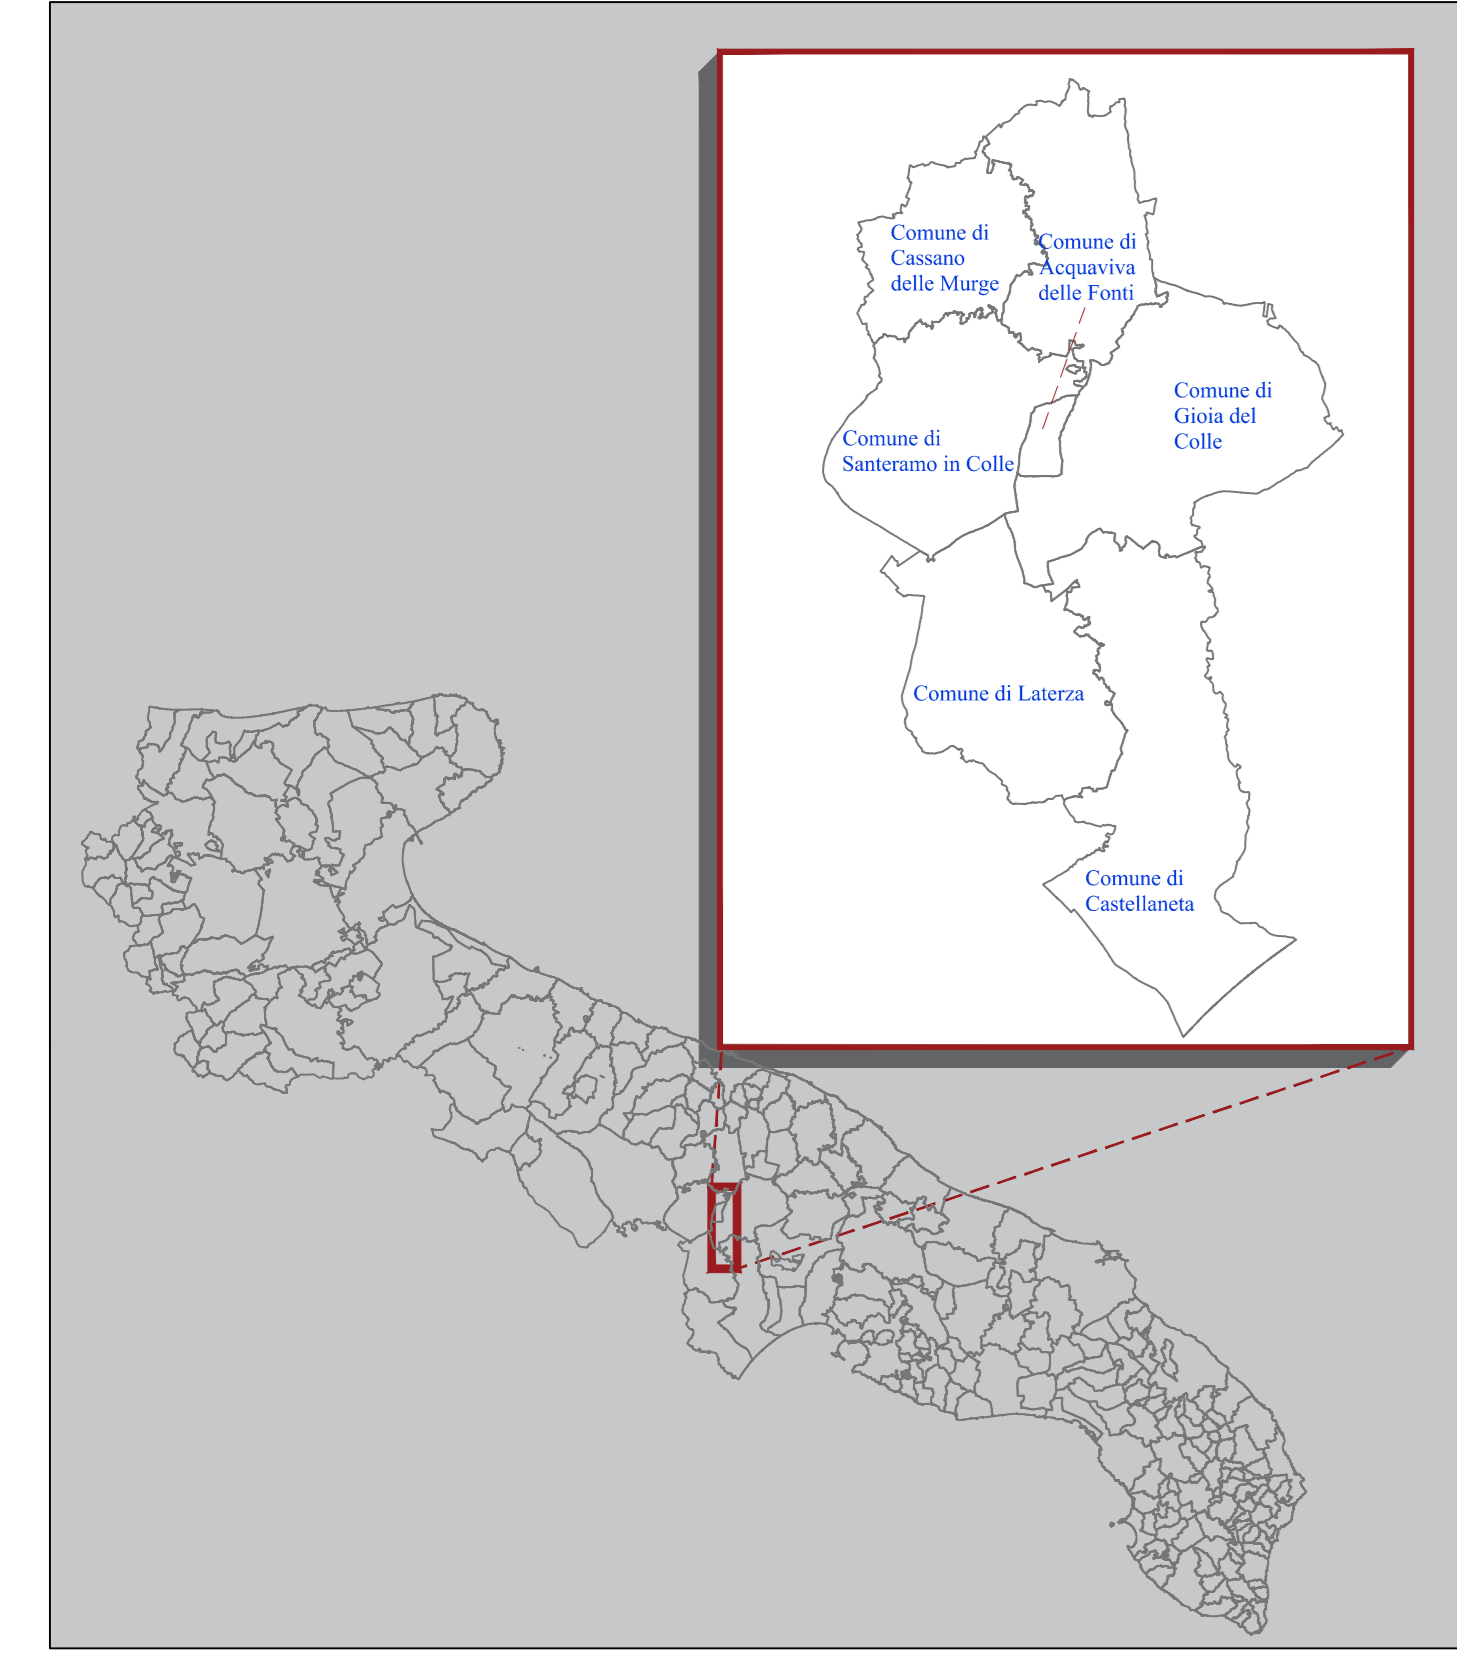 Comune di
Cassano
delle Murge
Comune di
Acquaviva
delle Fonti
Comune di
Gioia del
Colle
Comune di
Santeramo in Colle
Comune di Laterza
Comune di
Castellaneta